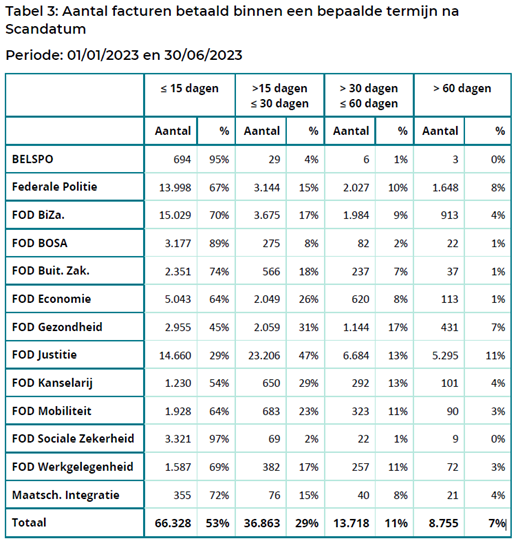 Tabel 3: Aantal facturen betaald binnen een bepaalde termijn na
Scandatum
Periode: 01/01/2023 en 30/06/2023
≤ 15 dagen >15 dagen ≤ 30 dagen > 30 dagen ≤ 60 dagen > 60 dagen
Aantal % Aantal % Aantal % Aantal %
BELSPO 694 95% 29 4% 6 1% 3 0%
Federale Politie 13.998 67% 3.144 15% 2.027 10% 1.648 8%
FOD BiZa. 15.029 70% 3.675 17% 1.984 9% 913 4%
FOD BOSA 3.177 89% 275 8% 82 2% 22 1%
FOD Buit. Zak. 2.351 74% 566 18% 237 7% 37 1%
FOD Economie 5.043 64% 2.049 26% 620 8% 113 1%
FOD Gezondheid 2.955 45% 2.059 31% 1.144 17% 431 7%
FOD Justitie 14.660 29% 23.206 47% 6.684 13% 5.295 11%
FOD Kanselarij 1.230 54% 650 29% 292 13% 101 4%
FOD Mobiliteit 1.928 64% 683 23% 323 11% 90 3%
FOD Sociale Zekerheid 3.321 97% 69 2% 22 1% 9 0%
FOD Werkgelegenheid 1.587 69% 382 17% 257 11% 72 3%
Maatsch. Integratie 355 72% 76 15% 40 8% 21 4%
Totaal 66.328 53% 36.863 29% 13.718 11% 8.755 7%